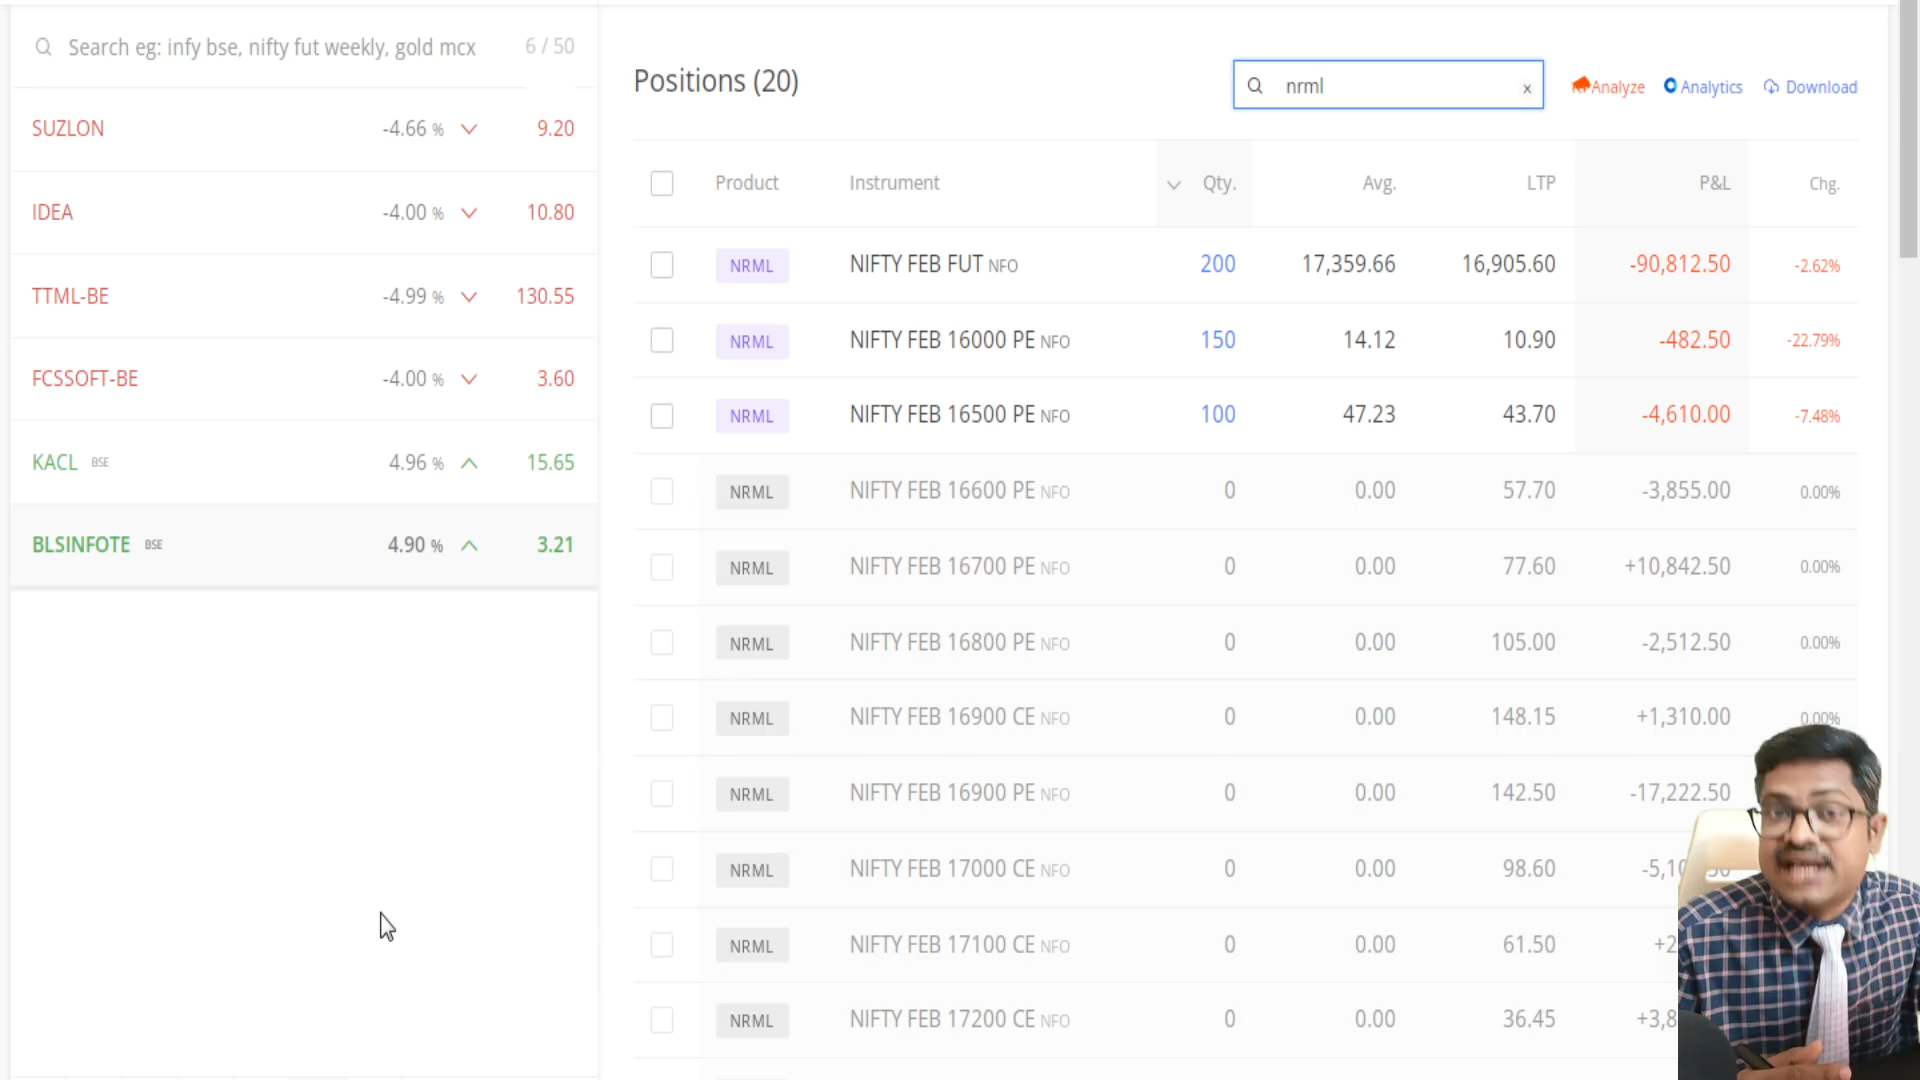 Search eg: infy bse, nifty fut weekly, gold mcx 6 / 50
SUZLON -4.66 % 9.20
IDEA -4.00 % 10.80
TTML-BE -4.99 % 130.55
FCSSOFT-BE -4.00 % 3.60
KACL BSE 4.96 % 15.65
BLSINFOTE BSE 4.90 % 3.21
Positions (20) nrml x Analyze Analytics Download
Product Instrument Qty. Avg. LTP P&L Chg.
NRML NIFTY FEB FUT NFO 200 17,359.66 16,905.60 -90,812.50 -2.62%
NRML NIFTY FEB 16000 PE NFO 150 14.12 10.90 -482.50 -22.79%
NRML NIFTY FEB 16500 PE NFO 100 47.23 43.70 -4,610.00 -7.48%
NRML NIFTY FEB 16600 PE NFO 0 0.00 57.70 -3,855.00 0.00%
NRML NIFTY FEB 16700 PE NFO 0 0.00 77.60 +10,842.50 0.00%
NRML NIFTY FEB 16800 PE NFO 0 0.00 105.00 -2,512.50 0.00%
NRML NIFTY FEB 16900 CE NFO 0 0.00 148.15 +1,310.00 0.00%
NRML NIFTY FEB 16900 PE NFO 0 0.00 142.50 -17,222.50
NRML NIFTY FEB 17000 CE NFO 0 0.00 98.60
NRML NIFTY FEB 17100 CE NFO 0 0.00 61.50
NRML NIFTY FEB 17200 CE NFO 0 0.00 36.45